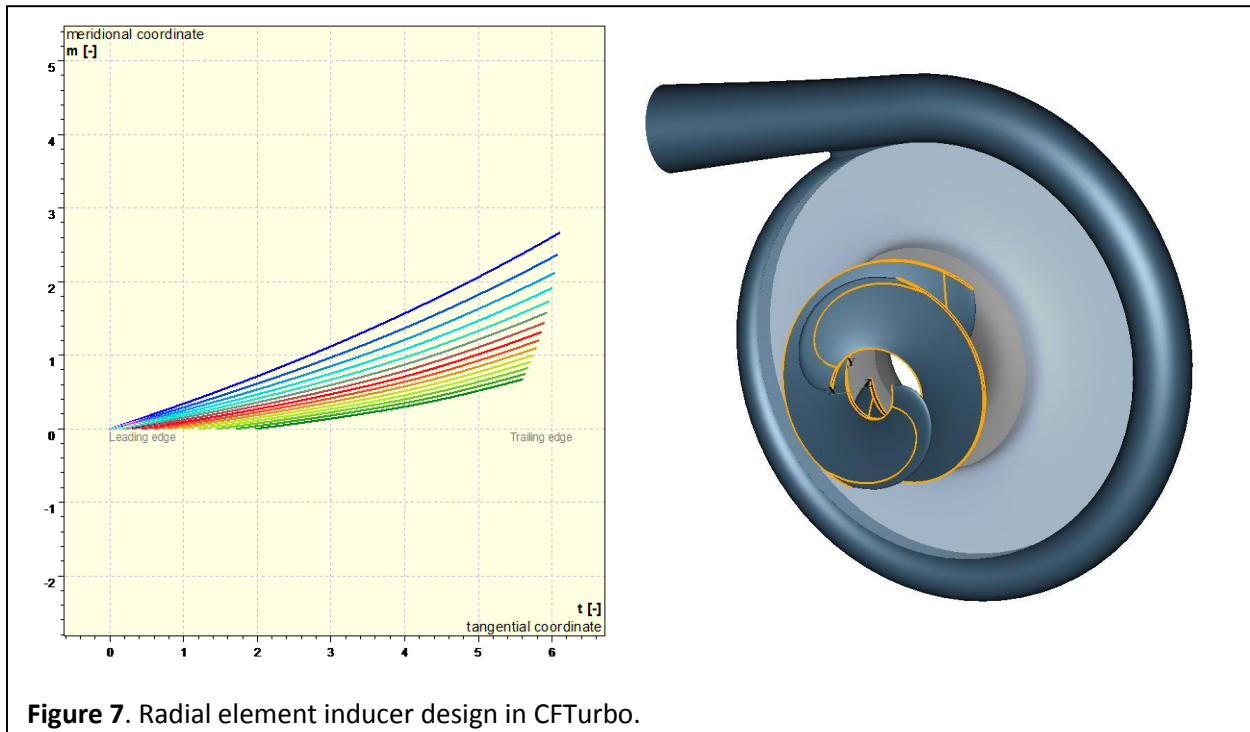 meridional coordinate
m [-]
5
4
3
2
1
0
-1
-2
Leading edge
Trailing edge
t [-]
tangential coordinate
0 1 2 3 4 5 6
Figure 7. Radial element inducer design in CFTurbo.